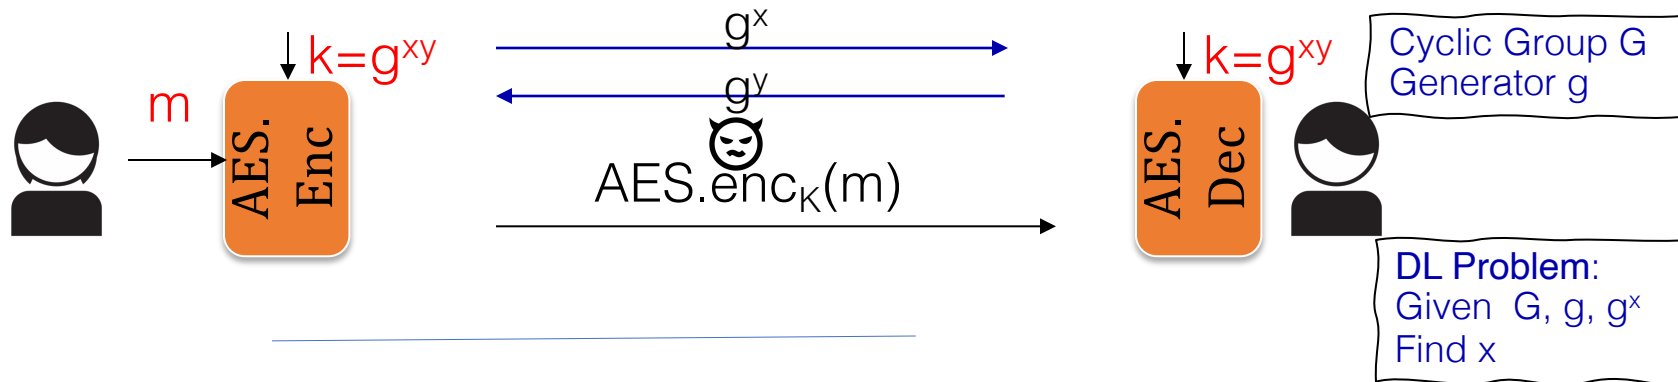 m
k=g^xy
AES.
Enc
g^x
g^y
AES.enc_K(m)
k=g^xy
AES.
Dec
Cyclic Group G
Generator g
DL Problem:
Given G, g, g^x
Find x